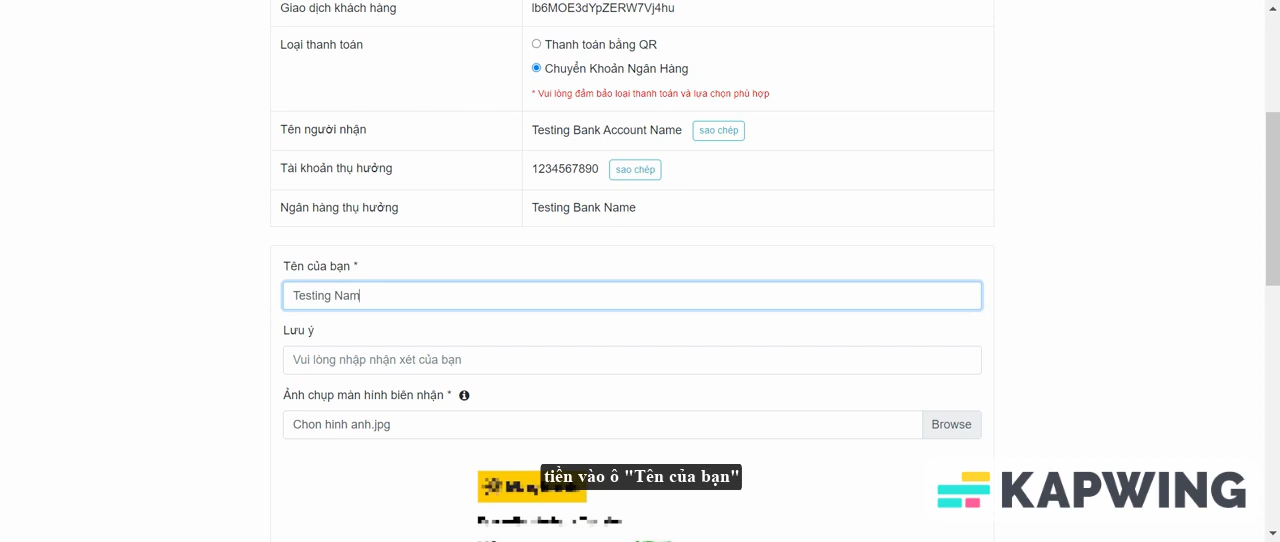 Giao dịch khách hàng lb6MOE3dYpZERW7Vj4hu
Loại thanh toán Thanh toán bằng QR
Chuyển Khoản Ngân Hàng
* Vui lòng đảm bảo loại thanh toán và lựa chọn phù hợp
Tên người nhận Testing Bank Account Name sao chép
Tài khoản thụ hưởng 1234567890 sao chép
Ngân hàng thụ hưởng Testing Bank Name
Tên của bạn *
Testing Nam
Lưu ý
Vui lòng nhập nhận xét của bạn
Ảnh chụp màn hình biên nhận *
Chon hinh anh.jpg Browse
tiền vào ô "Tên của bạn"
KAPWING